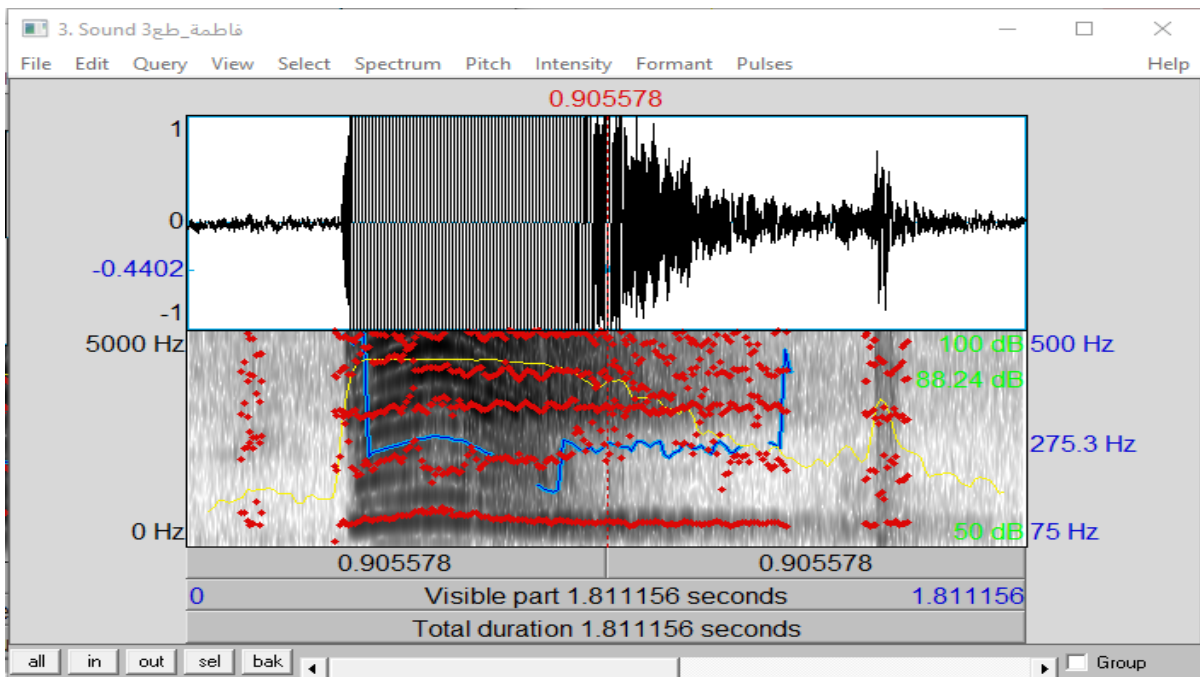 3. Sound فاطمة_طع3
File Edit Query View Select Spectrum Pitch Intensity Formant Pulses Help
0.905578
1
0
-0.4402
-1
5000 Hz 100 dB 500 Hz
88.24 dB
275.3 Hz
0 Hz 50 dB 75 Hz
0.905578 0.905578
0 Visible part 1.811156 seconds 1.811156
Total duration 1.811156 seconds
all in out sel bak Group